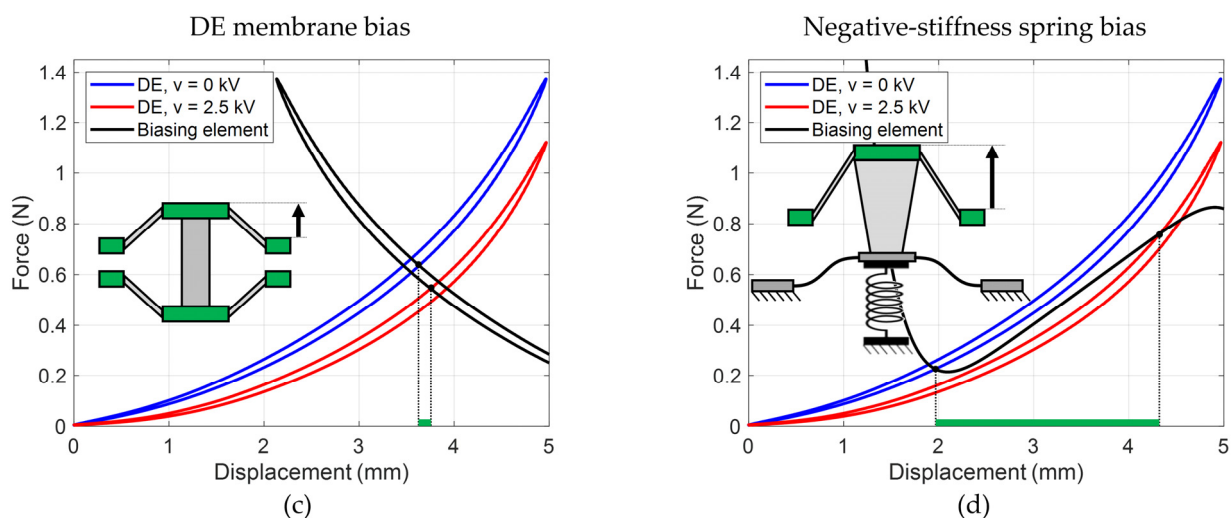 DE membrane bias
1.4
1.2
1
0.8
0.6
0.4
0.2
0
Force (N)
DE, v = 0 kV
DE, v = 2.5 kV
Biasing element
0 1 2 3 4 5
Displacement (mm)
(c)
Negative-stiffness spring bias
1.4
1.2
1
0.8
0.6
0.4
0.2
0
Force (N)
DE, v = 0 kV
DE, v = 2.5 kV
Biasing element
0 1 2 3 4 5
Displacement (mm)
(d)